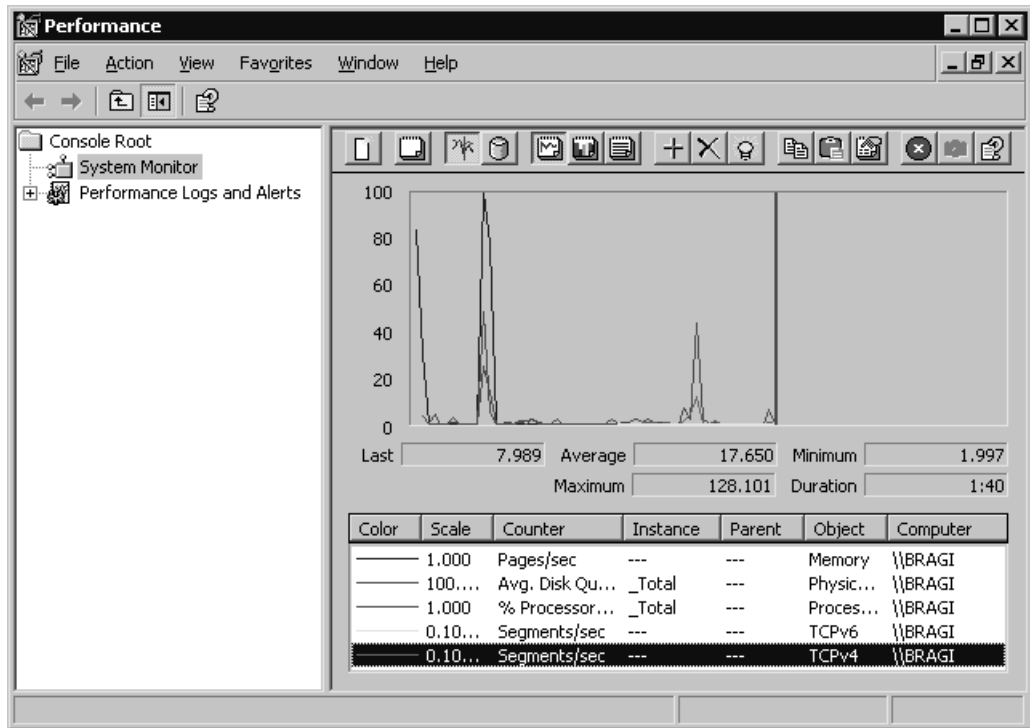 Performance
File Action View Favorites Window Help
Console Root
System Monitor
Performance Logs and Alerts
100
80
60
40
20
0
Last 7.989 Average 17.650 Minimum 1.997
Maximum 128.101 Duration 1:40
Color Scale Counter Instance Parent Object Computer
1.000 Pages/sec --- --- Memory \\BRAGI
100.... Avg. Disk Qu... _Total --- Physic... \\BRAGI
1.000 % Processor... _Total --- Proces... \\BRAGI
0.10... Segments/sec --- --- TCPv6 \\BRAGI
0.10... Segments/sec --- --- TCPv4 \\BRAGI